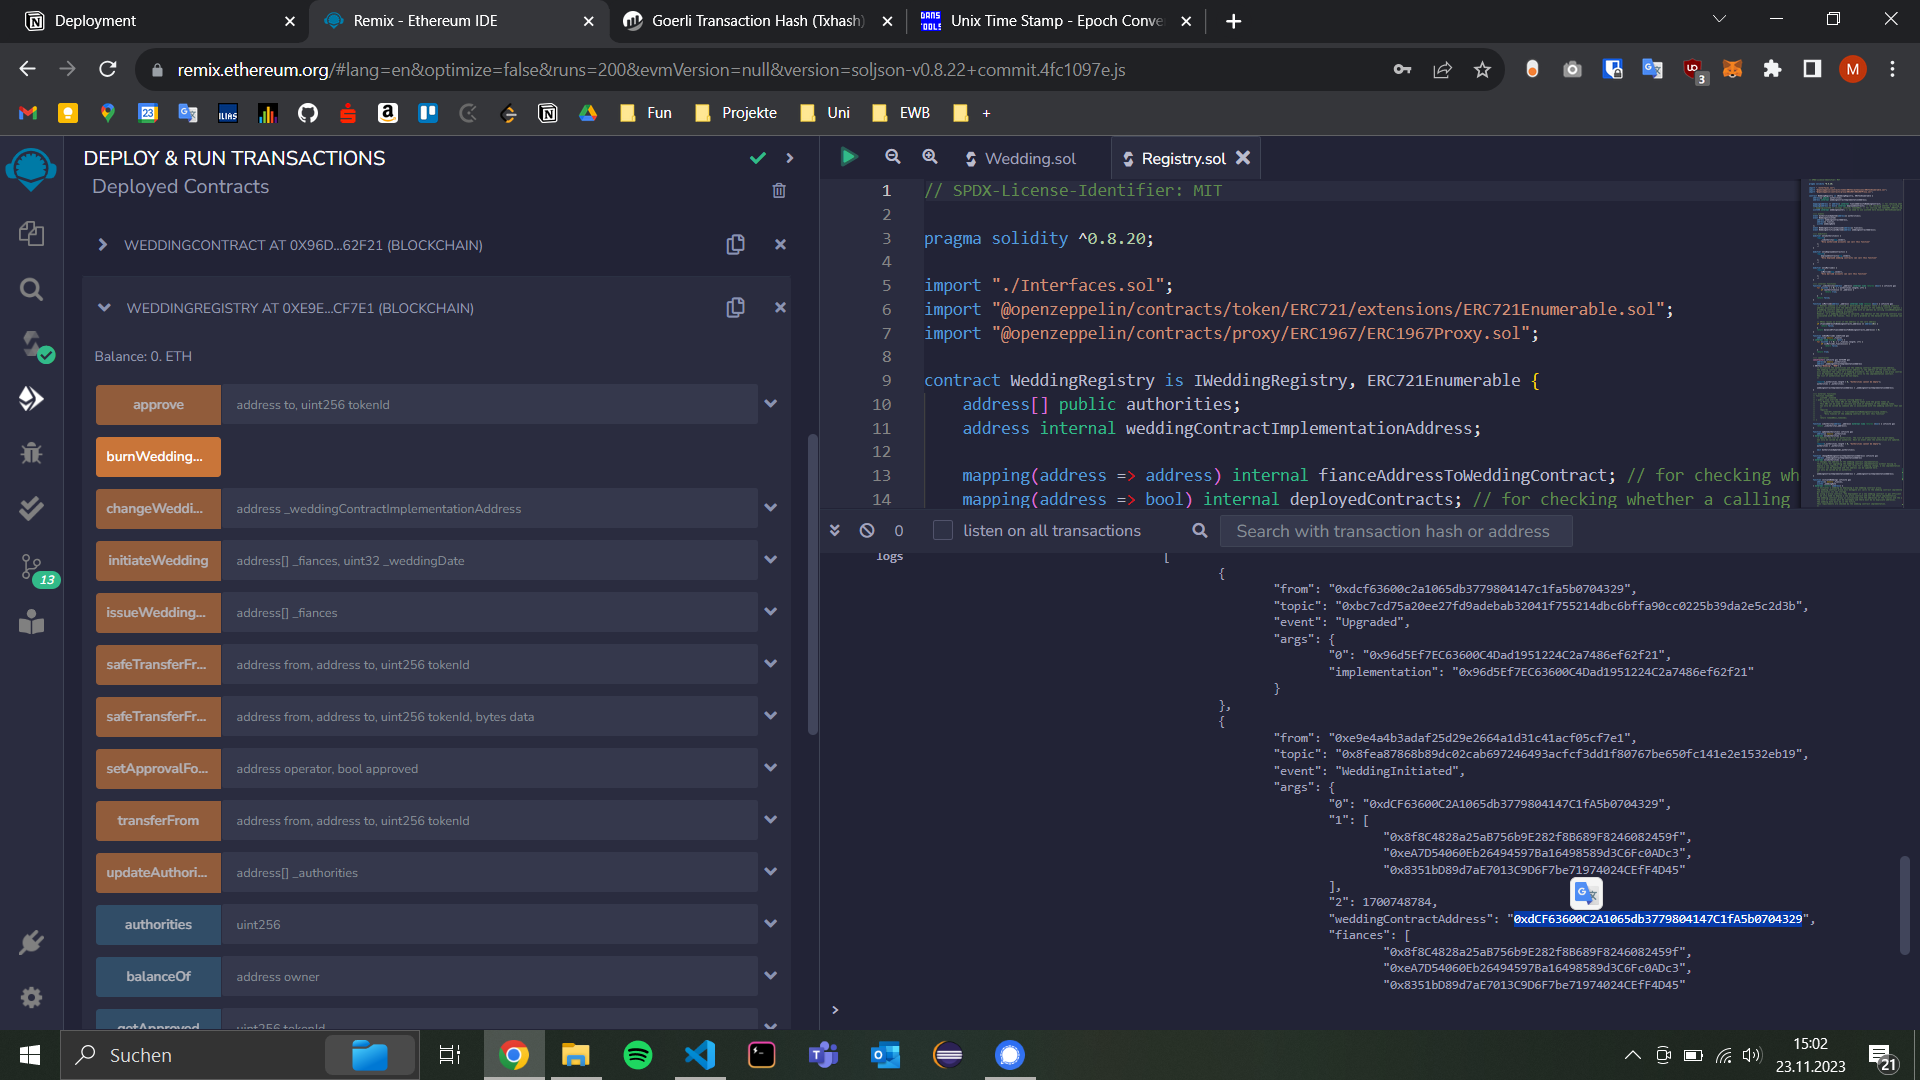 Deployment
Remix - Ethereum IDE
Goerli Transaction Hash (Txhash)
DANS TOOLS
Unix Time Stamp - Epoch Conve
remix.ethereum.org/#lang=en&optimize=false&runs=200&evmVersion=null&version=soljson-v0.8.22+commit.4fc1097e.js
3
M
23
ILIAS
Fun
Projekte
Uni
EWB
+
DEPLOY & RUN TRANSACTIONS
Deployed Contracts
WEDDINGCONTRACT AT 0X96D...62F21 (BLOCKCHAIN)
WEDDINGREGISTRY AT 0XE9E...CF7E1 (BLOCKCHAIN)
Balance: 0. ETH
approve address to, uint256 tokenId
burnWedding...
changeWeddi... address _weddingContractImplementationAddress
initiateWedding address[] _fiances, uint32 _weddingDate
issueWedding... address[] _fiances
safeTransferFr... address from, address to, uint256 tokenId
safeTransferFr... address from, address to, uint256 tokenId, bytes data
setApprovalFo... address operator, bool approved
transferFrom address from, address to, uint256 tokenId
updateAuthori... address[] _authorities
authorities uint256
balanceOf address owner
getApproved uint256 tokenId
13
Wedding.sol
Registry.sol
1 // SPDX-License-Identifier: MIT
2
3 pragma solidity ^0.8.20;
4
5 import "./Interfaces.sol";
6 import "@openzeppelin/contracts/token/ERC721/extensions/ERC721Enumerable.sol";
7 import "@openzeppelin/contracts/proxy/ERC1967/ERC1967Proxy.sol";
8
9 contract WeddingRegistry is IWeddingRegistry, ERC721Enumerable {
10 address[] public authorities;
11 address internal weddingContractImplementationAddress;
12
13 mapping(address => address) internal fianceAddressToWeddingContract; // for checking wh
14 mapping(address => bool) internal deployedContracts; // for checking whether a calling
0
listen on all transactions
Search with transaction hash or address
logs [
{
"from": "0xdcf63600c2a1065db3779804147c1fa5b0704329",
"topic": "0xbc7cd75a20ee27fd9adebab32041f755214dbc6bffa90cc0225b39da2e5c2d3b",
"event": "Upgraded",
"args": {
"0": "0x96d5Ef7EC63600C4Dad1951224C2a7486ef62f21",
"implementation": "0x96d5Ef7EC63600C4Dad1951224C2a7486ef62f21"
}
},
{
"from": "0xe9e4a4b3adaf25d29e2664a1d31c41acf05cf7e1",
"topic": "0x8fea87868b89dc02cab697246493acfcf3dd1f80767be650fc141e2e1532eb19",
"event": "WeddingInitiated",
"args": {
"0": "0xdCF63600C2A1065db3779804147C1fA5b0704329",
"1": [
"0x8f8C4828a25aB756b9E282f8B689F8246082459f",
"0xeA7D54060Eb26494597Ba16498589d3C6Fc0ADc3",
"0x8351bD89d7aE7013C9D6F7be71974024CEfF4D45"
],
"2": 1700748784,
"weddingContractAddress": "0xdCF63600C2A1065db3779804147C1fA5b0704329",
"fiances": [
"0x8f8C4828a25aB756b9E282f8B689F8246082459f",
"0xeA7D54060Eb26494597Ba16498589d3C6Fc0ADc3",
"0x8351bD89d7aE7013C9D6F7be71974024CEfF4D45"
>
Suchen
15:02
23.11.2023
21